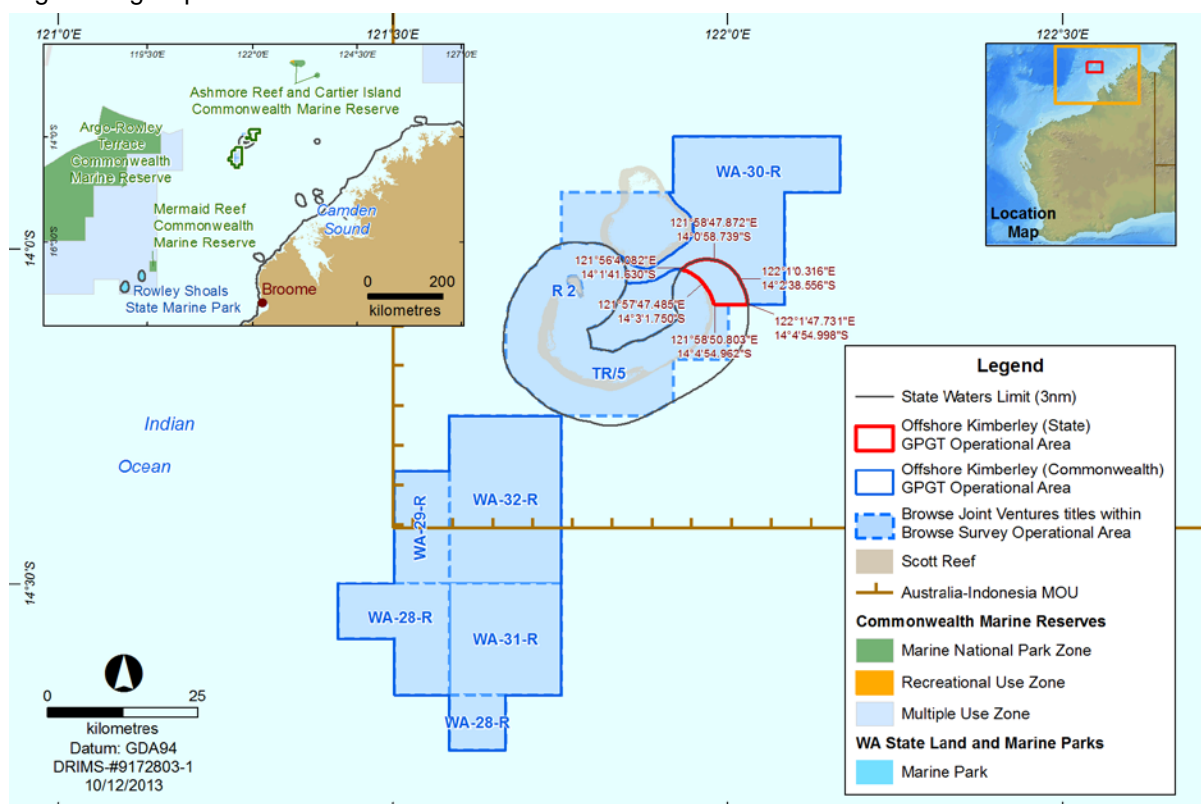 121°0'E
121°30'E
122°0'E
122°30'E
119°30'E
122°0'E
124°30'E
127°0'E
14°0'S
16°30'S
Ashmore Reef and Cartier Island
Commonwealth Marine Reserve
Argo-Rowley
Terrace
Commonwealth
Marine Reserve
Mermaid Reef
Commonwealth
Marine Reserve
Camden
Sound
Rowley Shoals
State Marine Park
Broome
0 200
kilometres
Location
Map
14°0'S
14°30'S
WA-30-R
121°58'47.872"E
14°0'58.739"S
121°56'4.082"E
14°1'41.630"S
122°1'0.316"E
14°2'38.556"S
R 2
121°57'47.485"E
14°3'1.750"S
122°1'47.731"E
14°4'54.998"S
121°58'50.803"E
14°4'54.962"S
TR/5
Indian
Ocean
WA-32-R
WA-29-R
WA-28-R
WA-31-R
WA-28-R
0 25
kilometres
Datum: GDA94
DRIMS-#9172803-1
10/12/2013
Legend
State Waters Limit (3nm)
Offshore Kimberley (State)
GPGT Operational Area
Offshore Kimberley (Commonwealth)
GPGT Operational Area
Browse Joint Ventures titles within
Browse Survey Operational Area
Scott Reef
Australia-Indonesia MOU
Commonwealth Marine Reserves
Marine National Park Zone
Recreational Use Zone
Multiple Use Zone
WA State Land and Marine Parks
Marine Park